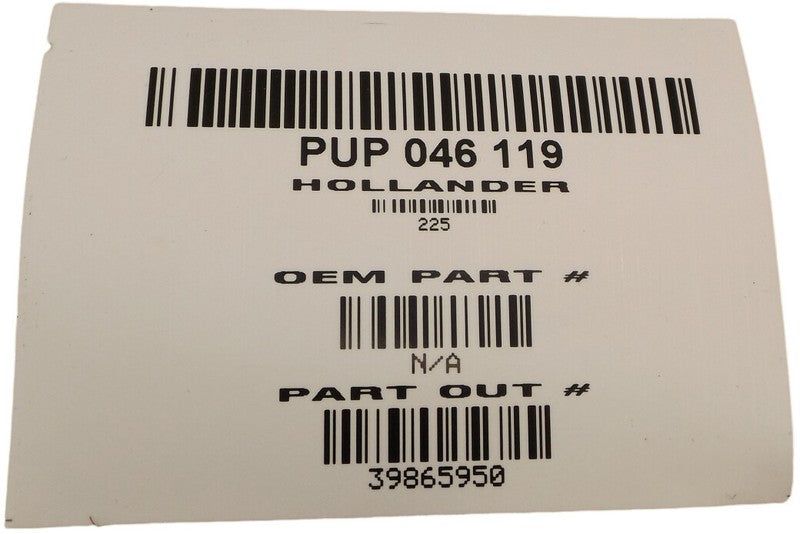 PUP 046 119
HOLLANDER
225
OEM PART #
N/A
PART OUT #
39865950